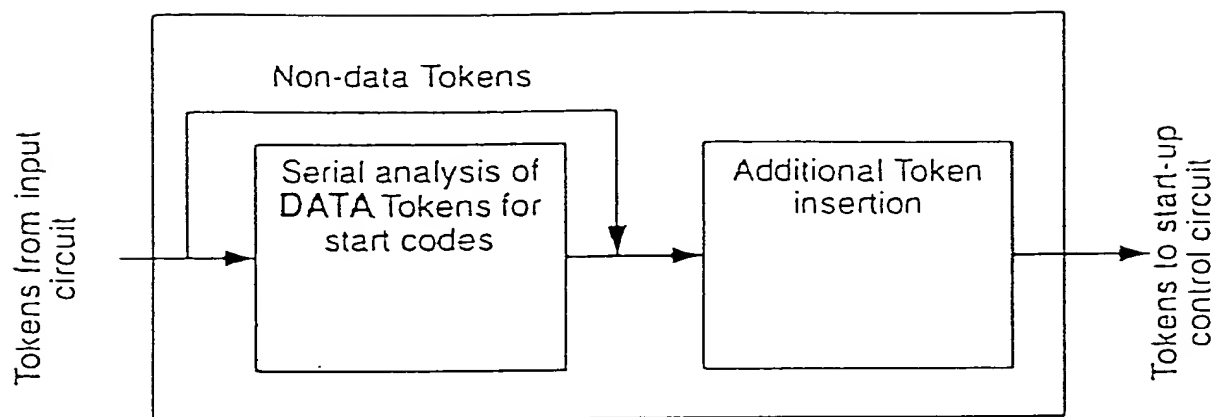 Non-data Tokens
Tokens from input
circuit
Serial analysis of
DATA Tokens for
start codes
Additional Token
insertion
Tokens to start-up
control circuit